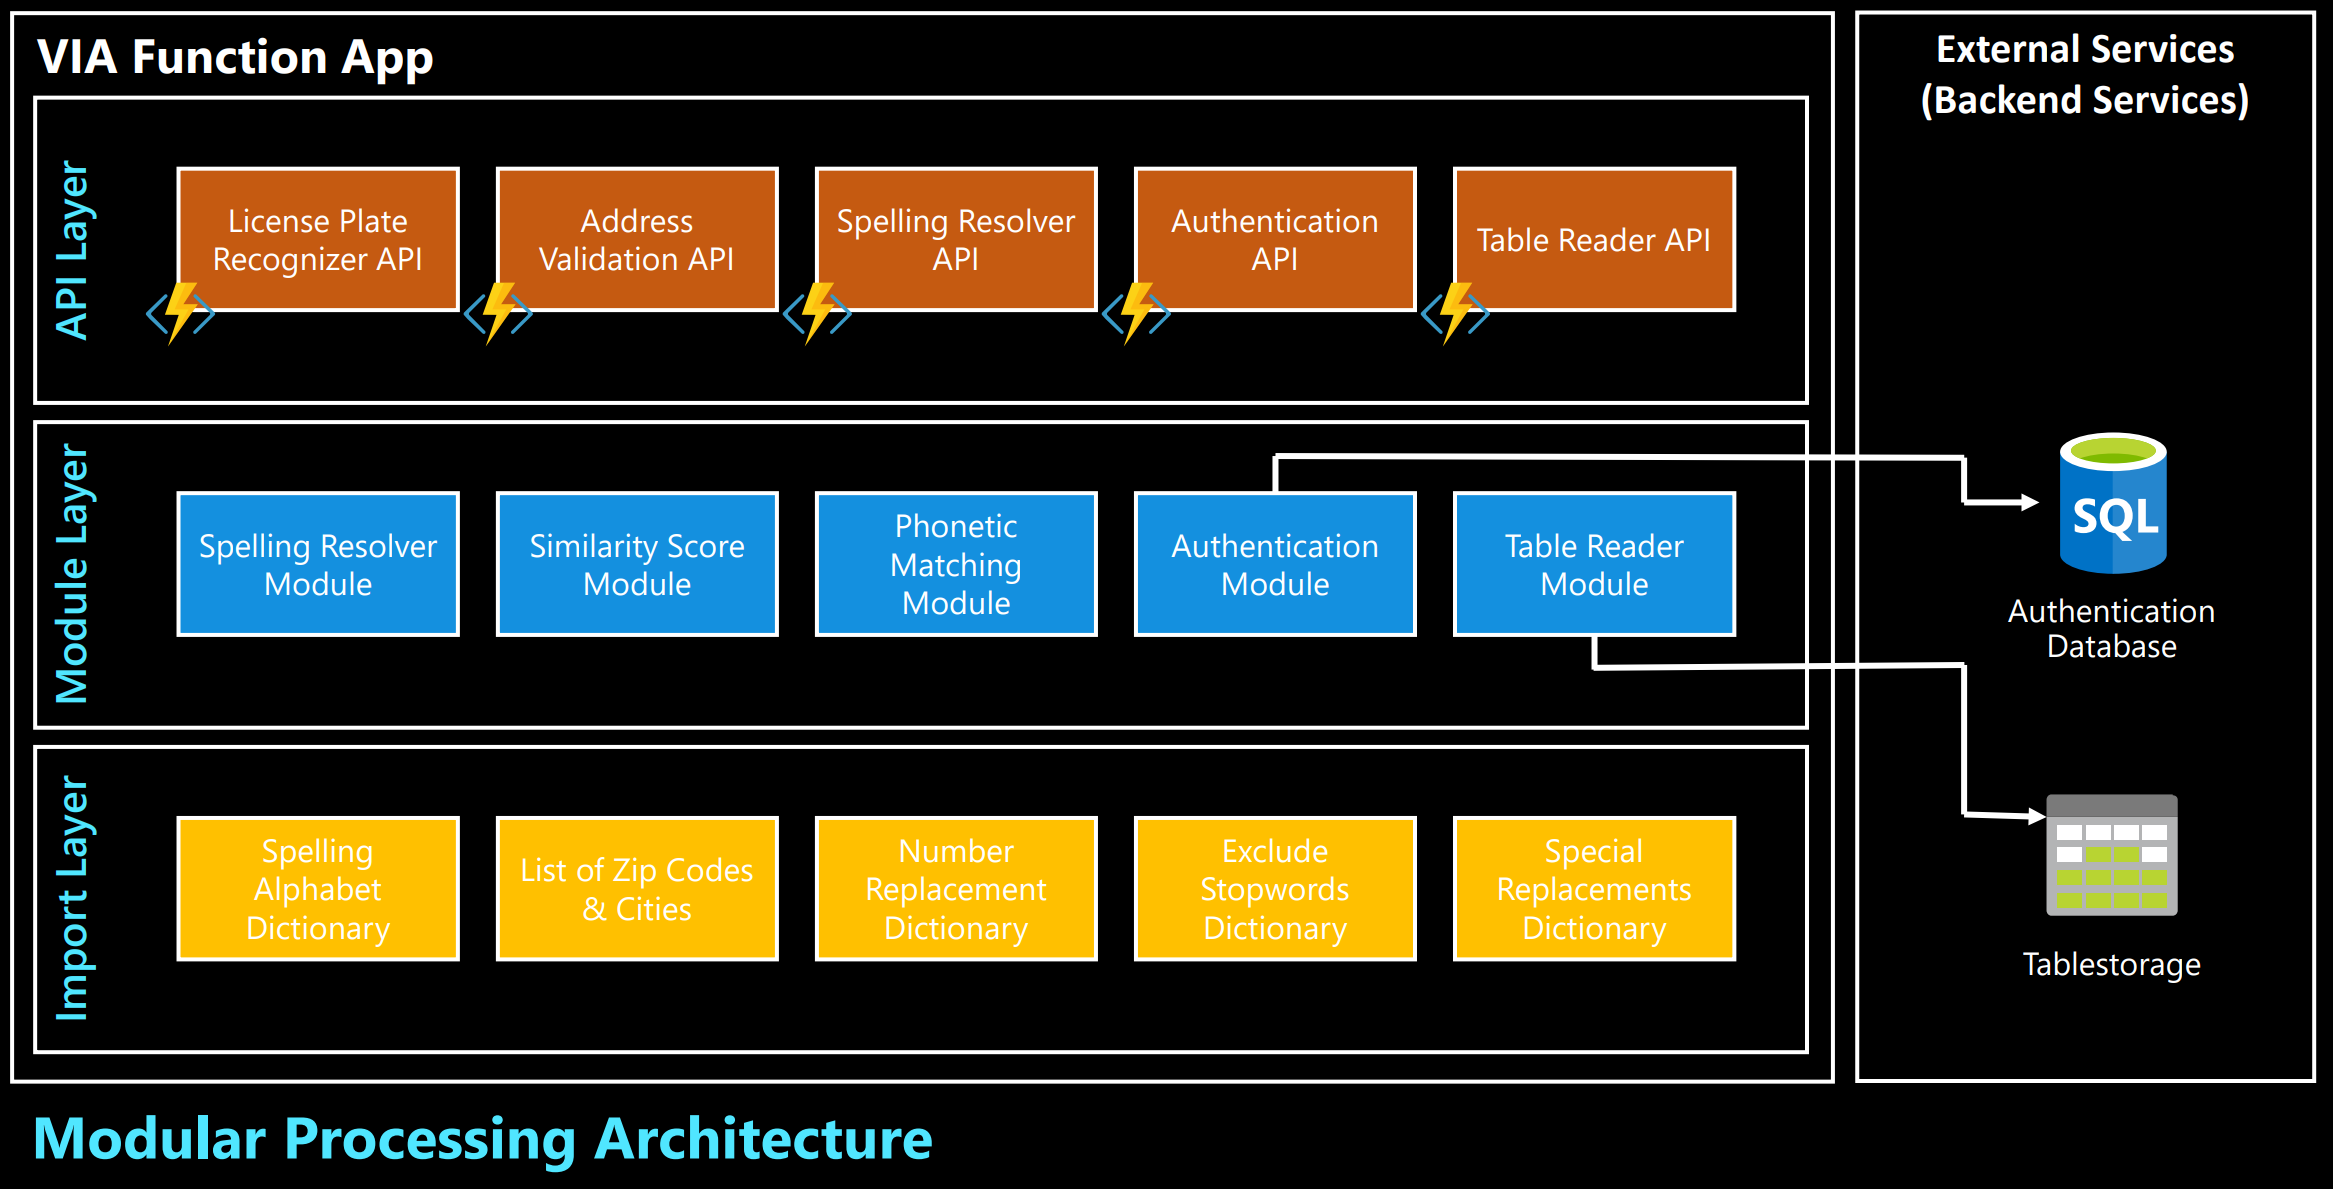 VIA Function App
External Services
(Backend Services)
API Layer
License Plate
Recognizer API
Address
Validation API
Spelling Resolver
API
Authentication
API
Table Reader API
Module Layer
Spelling Resolver
Module
Similarity Score
Module
Phonetic
Matching
Module
Authentication
Module
Table Reader
Module
SQL
Authentication
Database
Import Layer
Spelling
Alphabet
Dictionary
List of Zip Codes
& Cities
Number
Replacement
Dictionary
Exclude
Stopwords
Dictionary
Special
Replacements
Dictionary
Tablestorage
Modular Processing Architecture